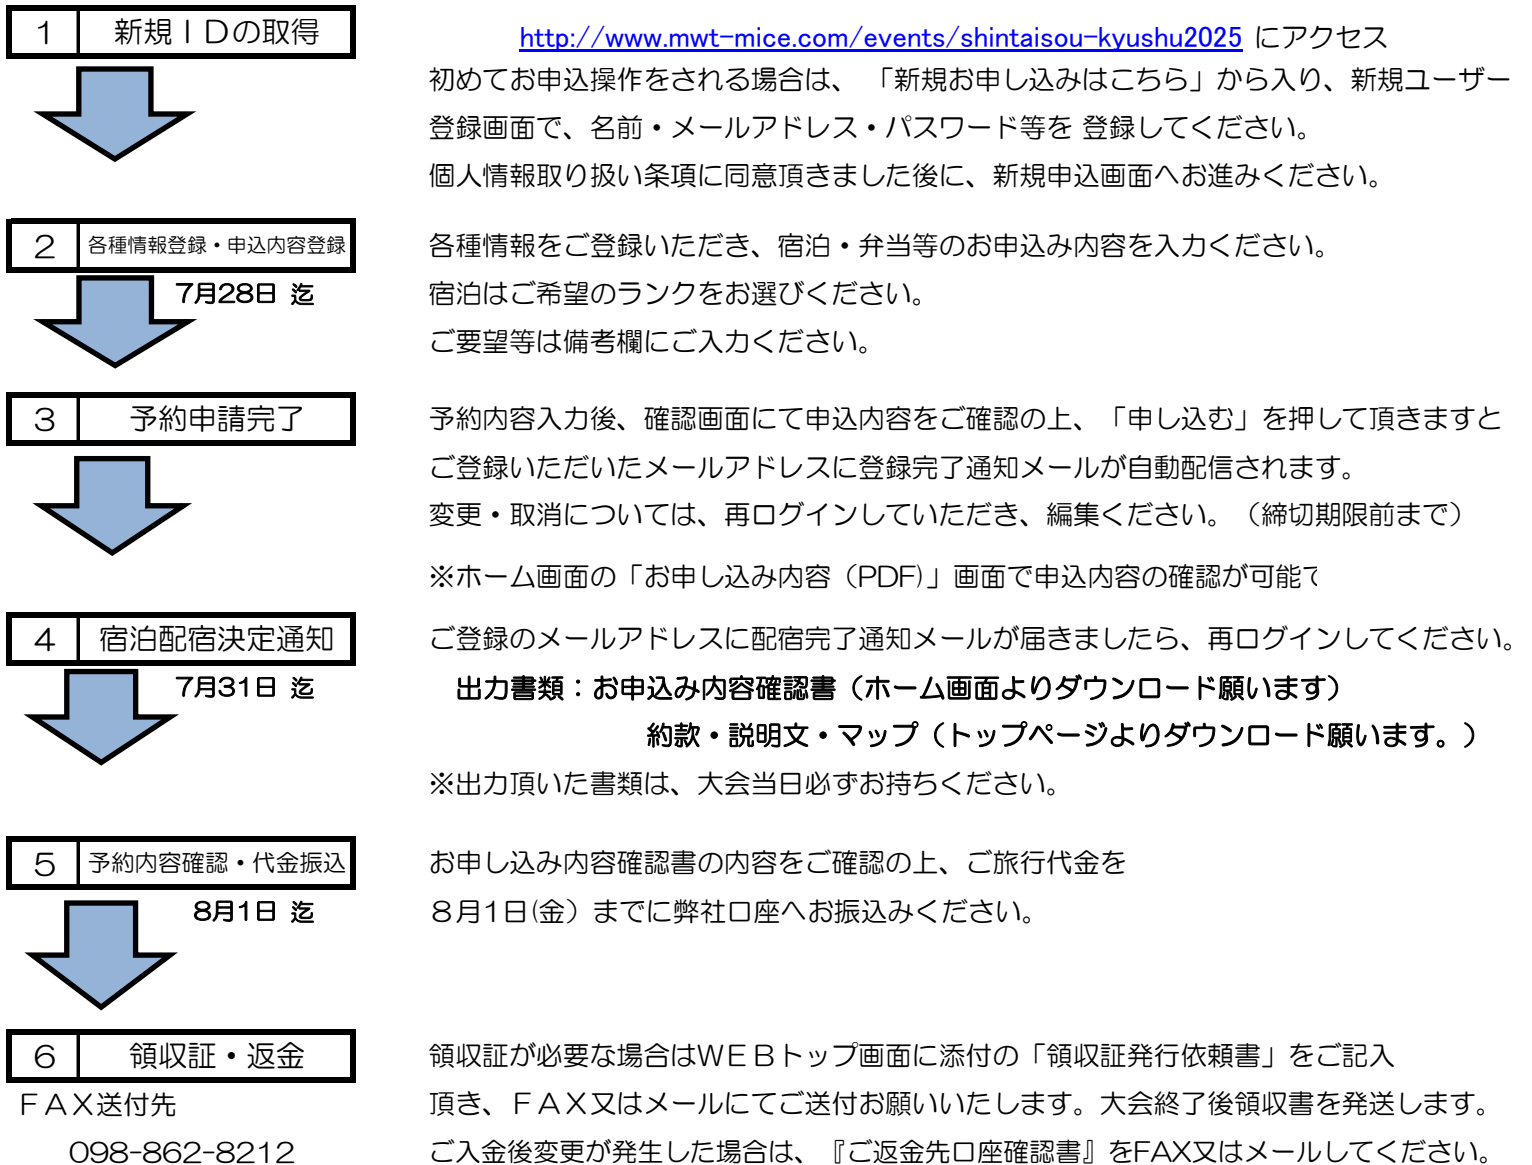 1 新規ＩＤの取得
http://www.mwt-mice.com/events/shintaisou-kyushu2025 にアクセス
初めてお申込操作をされる場合は、「新規お申し込みはこちら」から入り、新規ユーザー
登録画面で、名前・メールアドレス・パスワード等を 登録してください。
個人情報取り扱い条項に同意頂きました後に、新規申込画面へお進みください。
2 各種情報登録・申込内容登録
7月28日 迄
各種情報をご登録いただき、宿泊・弁当等のお申込み内容を入力ください。
宿泊はご希望のランクをお選びください。
ご要望等は備考欄にご入力ください。
3 予約申請完了
予約内容入力後、確認画面にて申込内容をご確認の上、「申し込む」を押して頂きますと
ご登録いただいたメールアドレスに登録完了通知メールが自動配信されます。
変更・取消については、再ログインしていただき、編集ください。（締切期限前まで）
※ホーム画面の「お申し込み内容（PDF)」画面で申込内容の確認が可能で
4 宿泊配宿決定通知
7月31日 迄
ご登録のメールアドレスに配宿完了通知メールが届きましたら、再ログインしてください。
出力書類：お申込み内容確認書（ホーム画面よりダウンロード願います）
約款・説明文・マップ（トップページよりダウンロード願います。）
※出力頂いた書類は、大会当日必ずお持ちください。
5 予約内容確認・代金振込
8月1日 迄
お申し込み内容確認書の内容をご確認の上、ご旅行代金を
８月1日(金）までに弊社口座へお振込みください。
6 領収証・返金
ＦＡＸ送付先
098-862-8212
領収証が必要な場合はＷＥＢトップ画面に添付の「領収証発行依頼書」をご記入
頂き、ＦＡＸ又はメールにてご送付お願いいたします。大会終了後領収書を発送します。
ご入金後変更が発生した場合は、『ご返金先口座確認書』をFAX又はメールしてください。